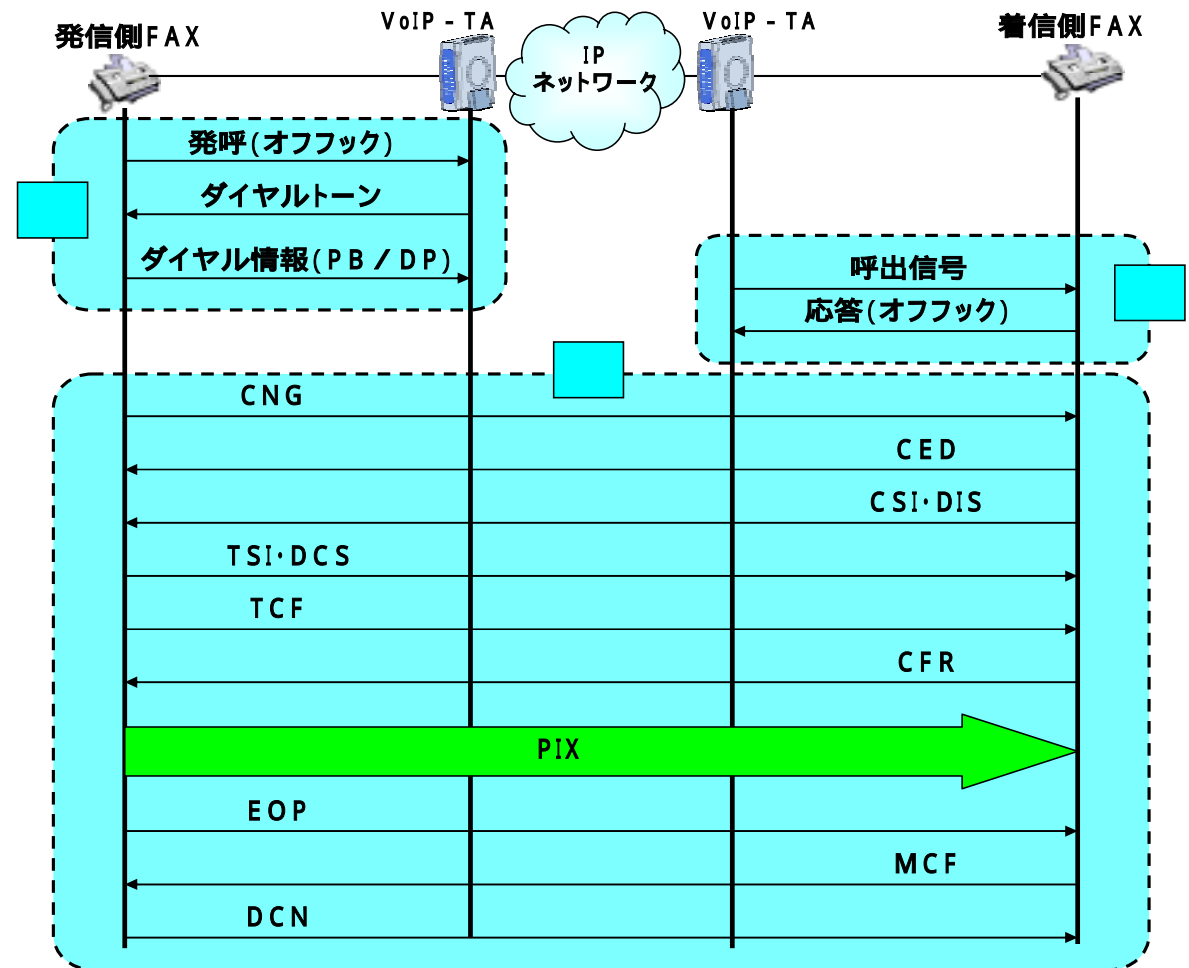 発信側FAX
VoIP-TA
IP
ネットワーク
VoIP-TA
着信側FAX
発呼(オフフック)
ダイヤルトーン
ダイヤル情報(PB/DP)
呼出信号
応答(オフフック)
CNG
CED
CSI・DIS
TSI・DCS
TCF
CFR
PIX
EOP
MCF
DCN